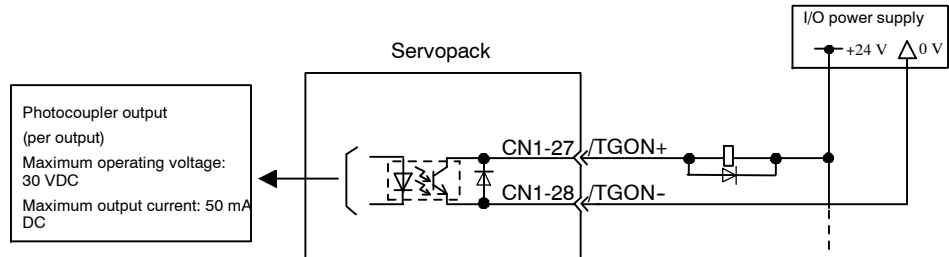 I/O power supply
+24 V
0 V
Servopack
Photocoupler output
(per output)
Maximum operating voltage:
30 VDC
Maximum output current: 50 mA
DC
CN1-27
/TGON+
CN1-28
/TGON-